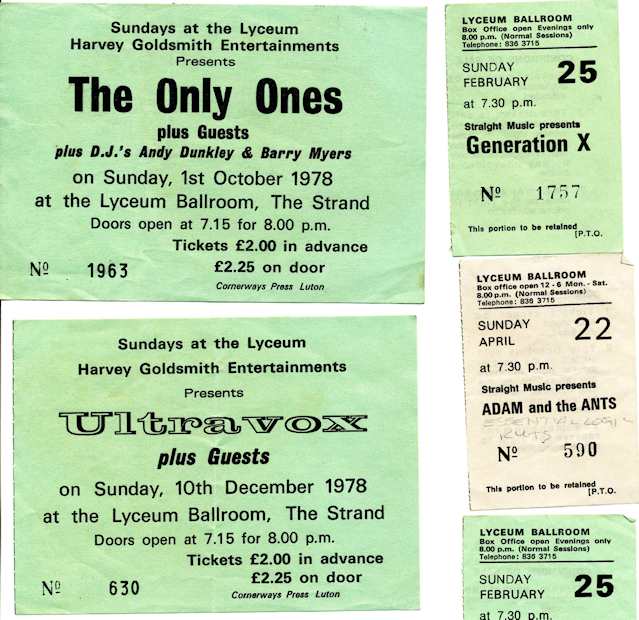 Sundays at the Lyceum
Harvey Goldsmith Entertainments
Presents
The Only Ones
plus Guests
plus D.J.'s Andy Dunkley & Barry Myers
on Sunday, 1st October 1978
at the Lyceum Ballroom, The Strand
Doors open at 7.15 for 8.00 p.m.
Tickets £2.00 in advance
£2.25 on door
Nº 1963
Cornerways Press Luton
Sundays at the Lyceum
Harvey Goldsmith Entertainments
Presents
Ultravox
plus Guests
on Sunday, 10th December 1978
at the Lyceum Ballroom, The Strand
Doors open at 7.15 for 8.00 p.m.
Tickets £2.00 in advance
£2.25 on door
Nº 630
Cornerways Press Luton
LYCEUM BALLROOM
Box Office open Evenings only
8.00 p.m. (Normal Sessions)
Telephone: 836 3715
SUNDAY
FEBRUARY 25
at 7.30 p.m.
Straight Music presents
Generation X
Nº 1757
This portion to be retained
[P.T.O.
LYCEUM BALLROOM
Box office open 12 - 6 Mon. - Sat.
8.00 p.m. (Normal Sessions)
Telephone: 836 3715
SUNDAY
APRIL 22
at 7.30 p.m.
Straight Music presents
ADAM and the ANTS
ESSENTIAL LOGIC
RUTS
Nº 590
This portion to be retained
[P.T.O.
LYCEUM BALLROOM
Box Office open Evenings only
8.00 p.m. (Normal Sessions)
Telephone: 836 3715
SUNDAY
FEBRUARY 25
at 7.30 p.m.